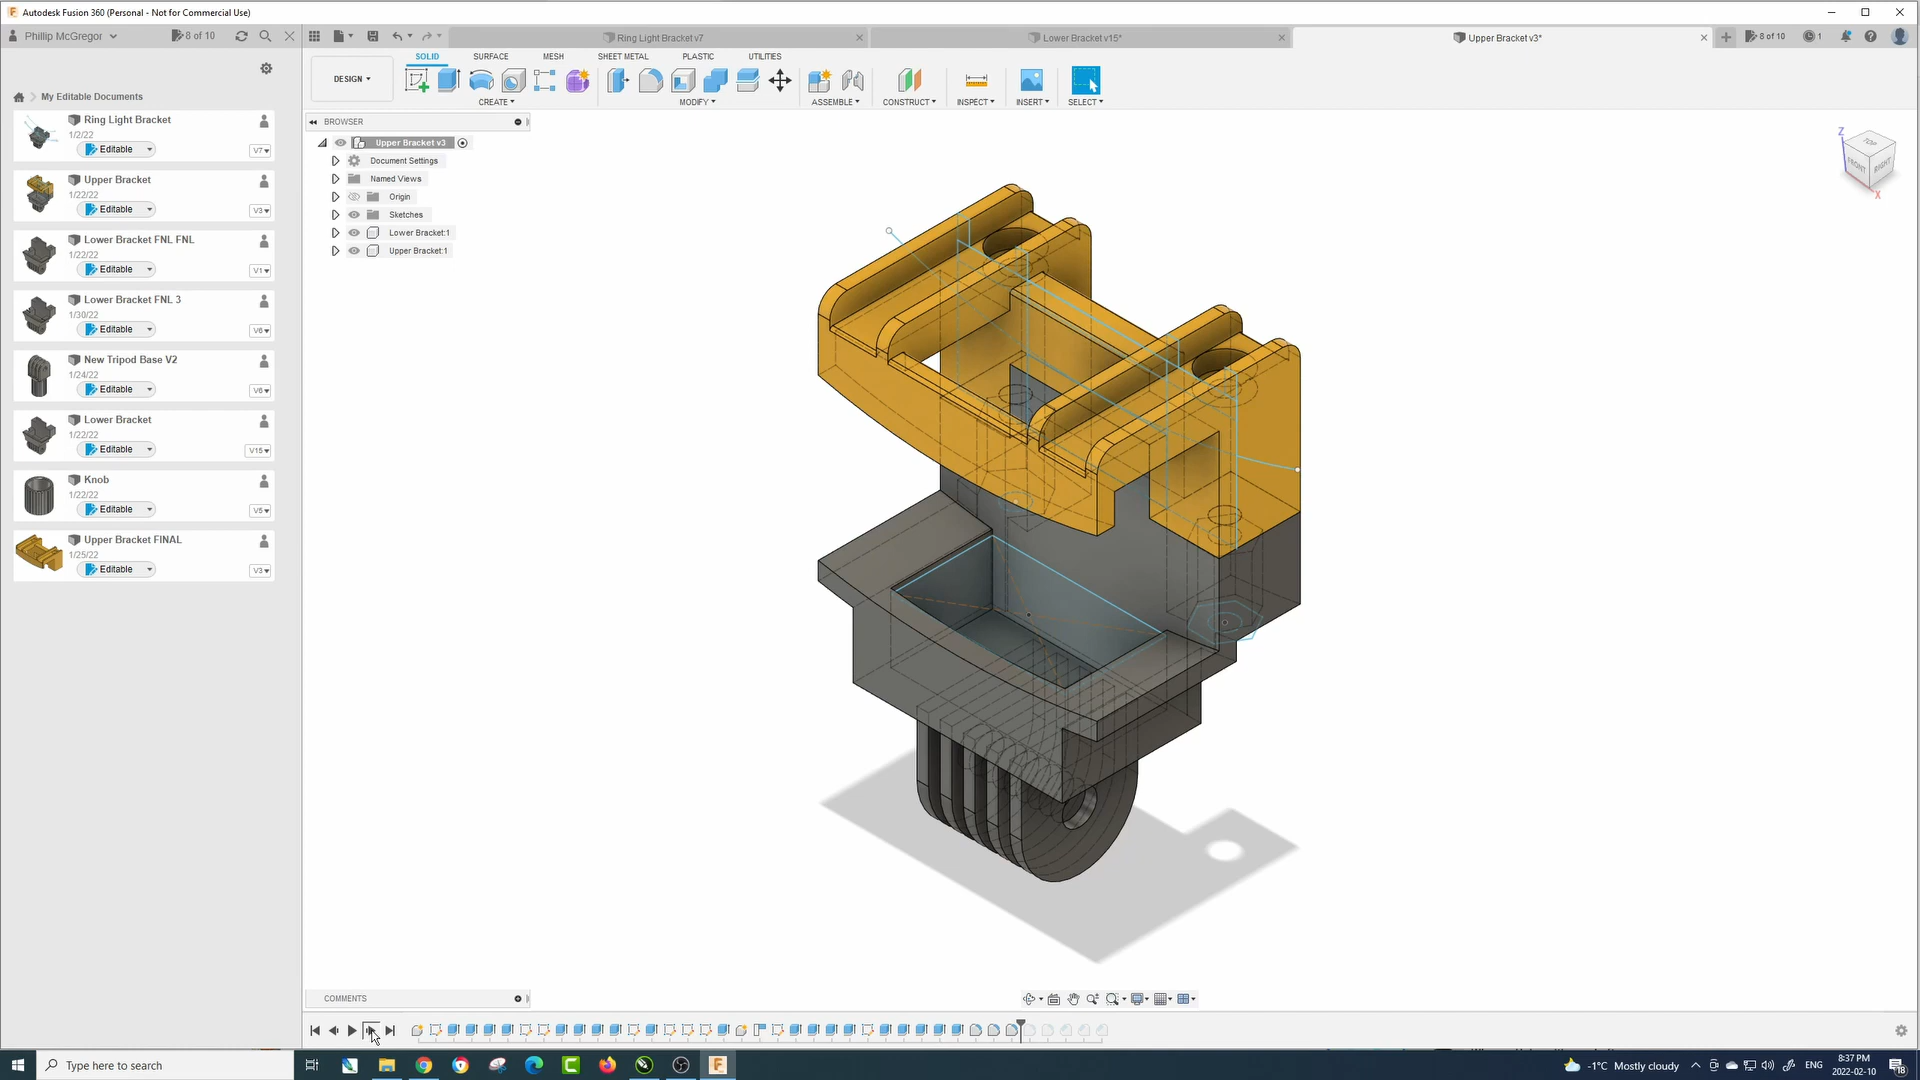 Autodesk Fusion 360 (Personal - Not for Commercial Use)
Phillip McGregor
8 of 10
Ring Light Bracket v7
Lower Bracket v15*
Upper Bracket v3*
8 of 10
1
DESIGN
SOLID
SURFACE
MESH
SHEET METAL
PLASTIC
UTILITIES
CREATE
MODIFY
ASSEMBLE
CONSTRUCT
INSPECT
INSERT
SELECT
My Editable Documents
Ring Light Bracket
1/2/22
Editable
V7
Upper Bracket
1/22/22
Editable
V3
Lower Bracket FNL FNL
1/22/22
Editable
V1
Lower Bracket FNL 3
1/30/22
Editable
V6
New Tripod Base V2
1/24/22
Editable
V6
Lower Bracket
1/22/22
Editable
V15
Knob
1/22/22
Editable
V5
Upper Bracket FINAL
1/25/22
Editable
V3
BROWSER
Upper Bracket v3
Document Settings
Named Views
Origin
Sketches
Lower Bracket:1
Upper Bracket:1
Z
TOP
FRONT
RIGHT
X
COMMENTS
Type here to search
-1°C Mostly cloudy
ENG
8:37 PM
2022-02-10
18